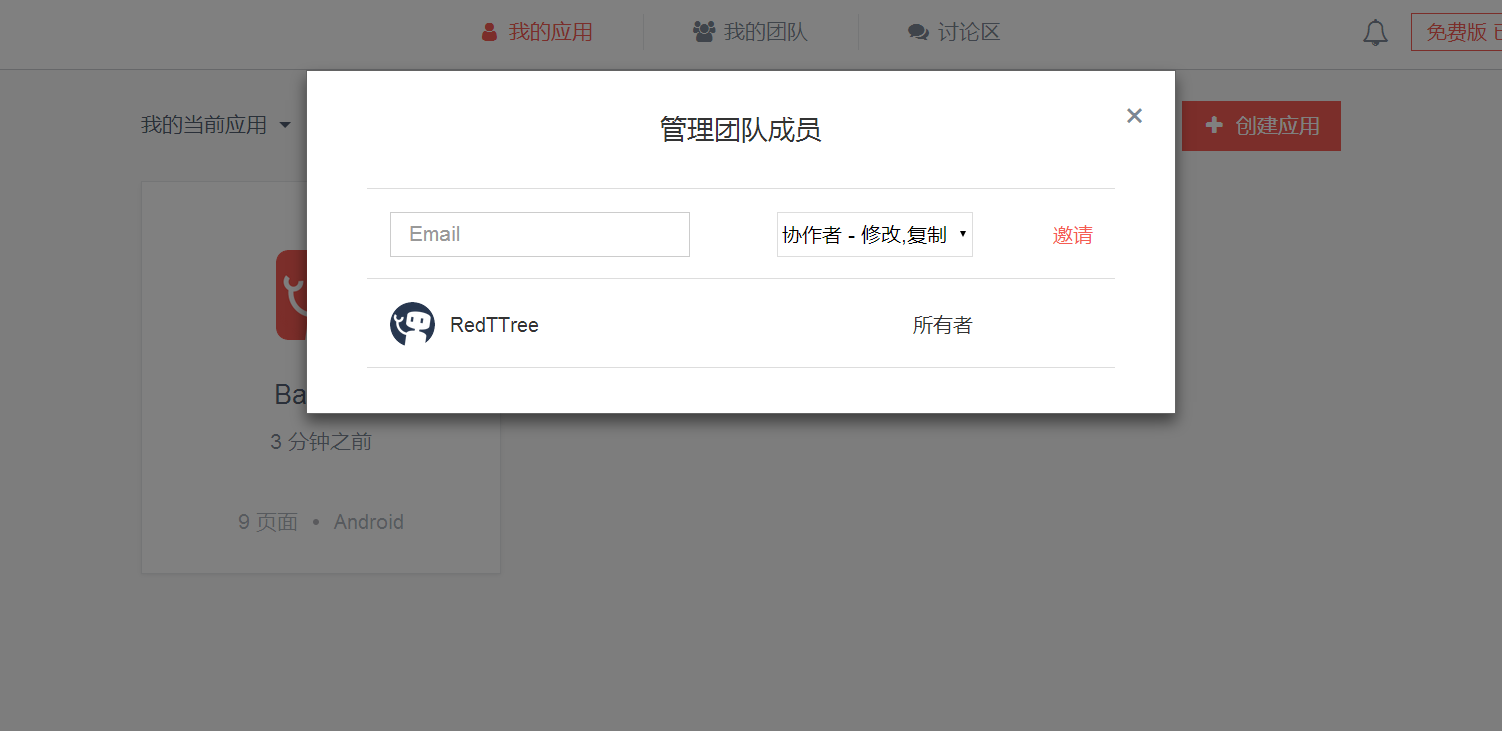 我的应用
我的团队
讨论区
免费版
我的当前应用
创建应用
管理团队成员
Email
协作者 - 修改,复制
邀请
RedTTree
所有者
3 分钟之前
9 页面 • Android